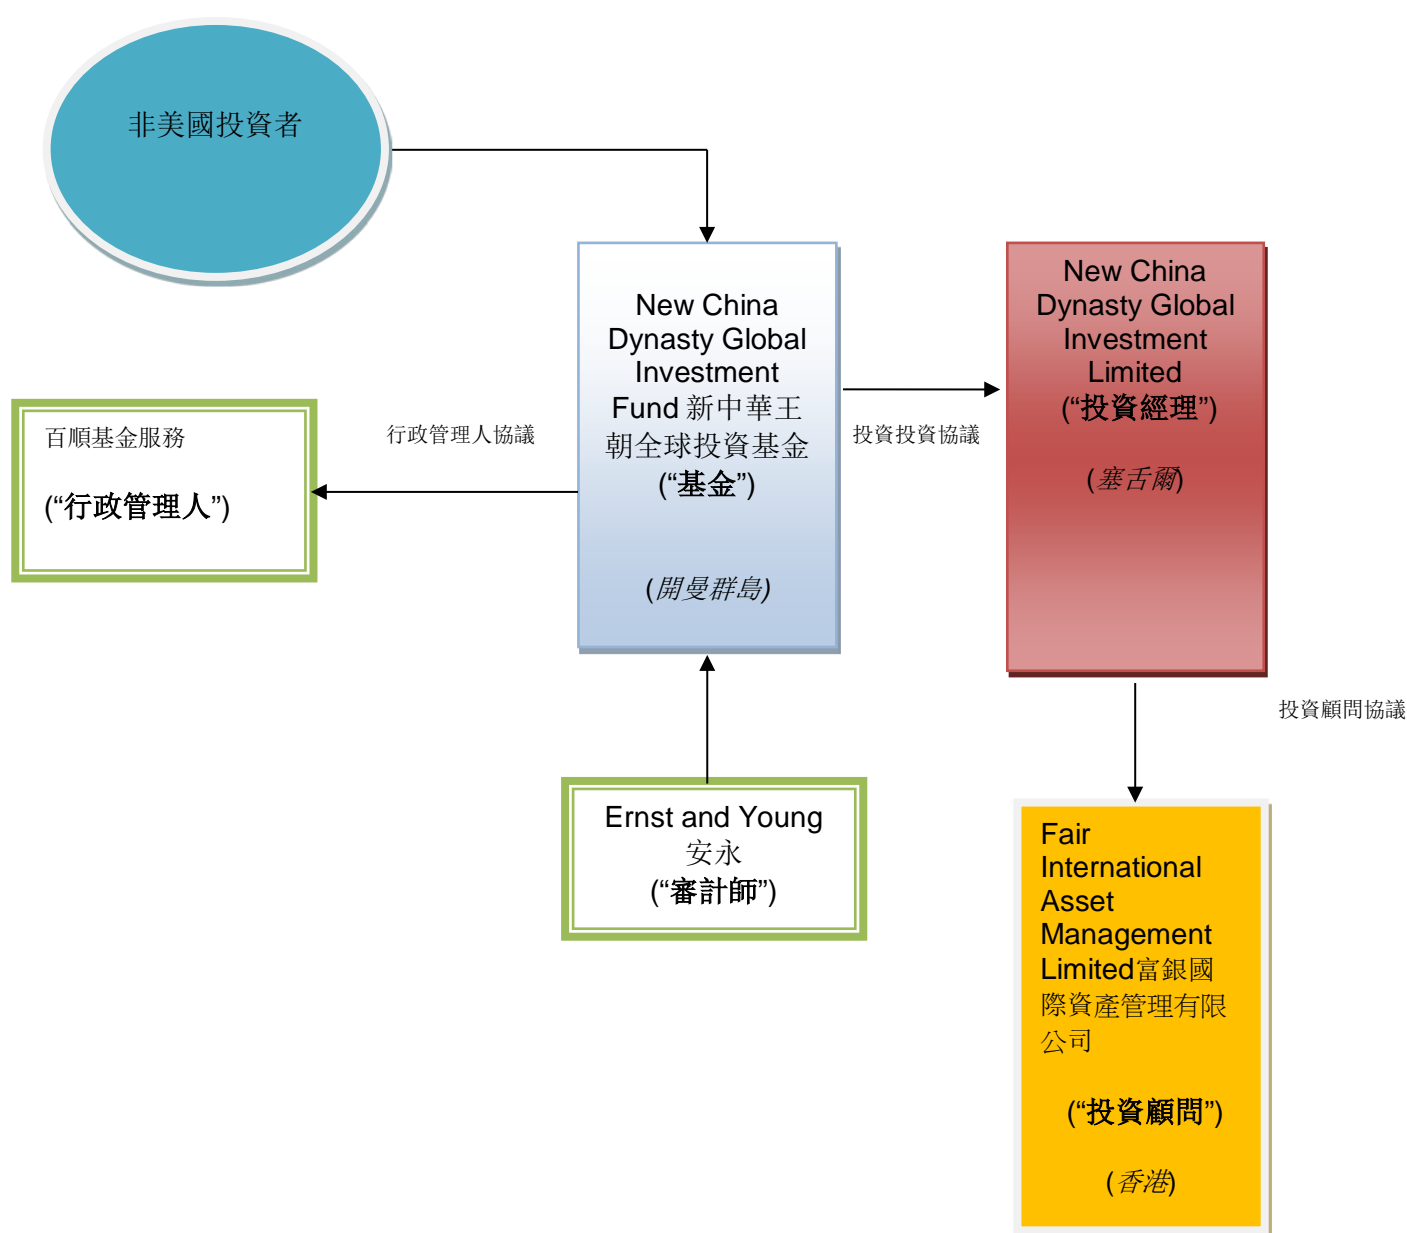 非美國投資者
New China
Dynasty Global
Investment
Fund 新中華王
朝全球投資基金
(“基金”)
(開曼群島)
New China
Dynasty Global
Investment
Limited
(“投資經理”)
(塞舌爾)
百順基金服務
(“行政管理人”)
行政管理人協議
投資投資協議
投資顧問協議
Ernst and Young
安永
(“審計師”)
Fair
International
Asset
Management
Limited富銀國
際資產管理有限
公司
(“投資顧問”)
(香港)